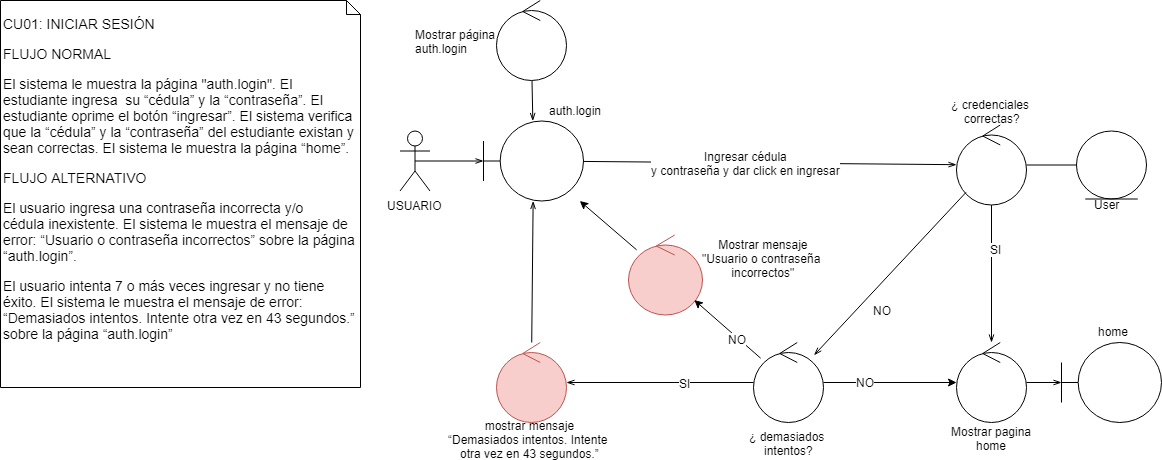 CU01: INICIAR SESIÓN
FLUJO NORMAL
El sistema le muestra la página "auth.login". El
estudiante ingresa su “cédula” y la “contraseña”. El
estudiante oprime el botón “ingresar”. El sistema verifica
que la “cédula” y la “contraseña” del estudiante existan y
sean correctas. El sistema le muestra la página “home”.
FLUJO ALTERNATIVO
El usuario ingresa una contraseña incorrecta y/o
cédula inexistente. El sistema le muestra el mensaje de
error: “Usuario o contraseña incorrectos” sobre la página
“auth.login”.
El usuario intenta 7 o más veces ingresar y no tiene
éxito. El sistema le muestra el mensaje de error:
“Demasiados intentos. Intente otra vez en 43 segundos.”
sobre la página “auth.login”
Mostrar página
auth.login
auth.login
USUARIO
Ingresar cédula
y contraseña y dar click en ingresar
¿ credenciales
correctas?
User
Mostrar mensaje
"Usuario o contraseña
incorrectos"
SI
NO
NO
home
SI
NO
mostrar mensaje
“Demasiados intentos. Intente
otra vez en 43 segundos.”
¿ demasiados
intentos?
Mostrar pagina
home